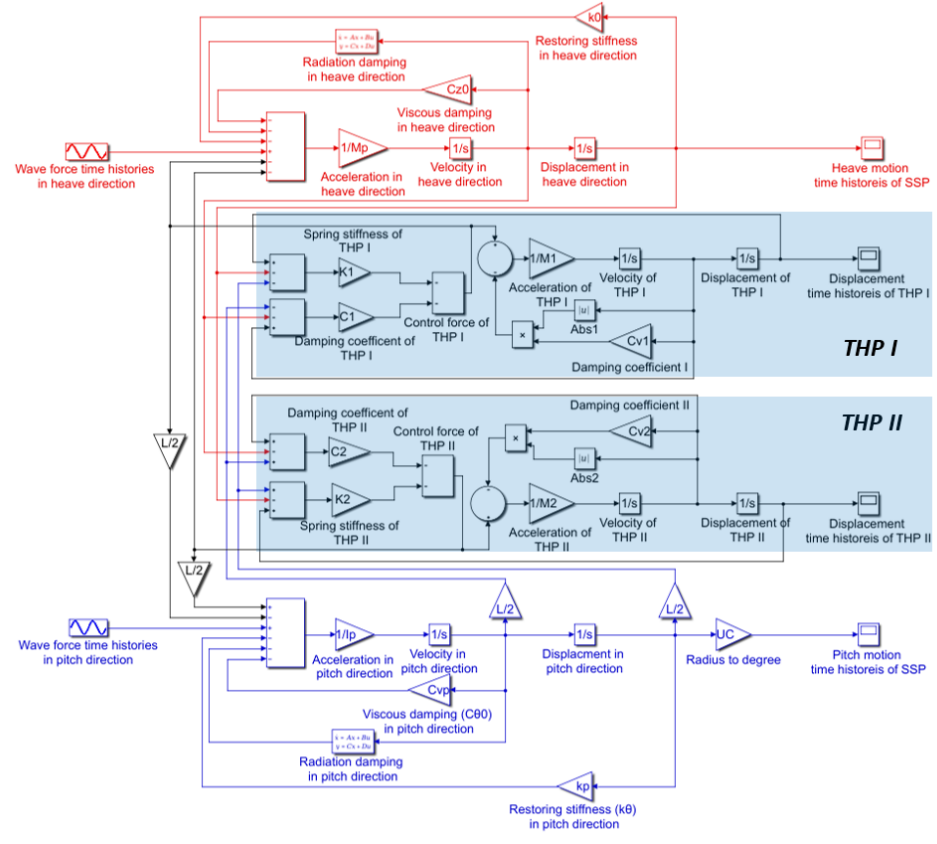 k0
Restoring stiffness
in heave direction
ẋ = Ax+Bu
y = Cx+Du
Radiation damping
in heave direction
Cz0
Viscous damping
in heave direction
Wave force time histories
in heave direction
1/Mp
Acceleration in
heave direction
1/s
Velocity in
heave direction
1/s
Displacement in
heave direction
Heave motion
time historeis of SSP
Spring stiffness of
THP I
K1
C1
Damping coefficent of
THP I
Control force of
THP I
1/M1
Acceleration
of THP I
1/s
Velocity of
THP I
1/s
Displacement of
THP I
Displacement
time historeis of THP I
|u|
Abs1
×
Cv1
Damping coefficient I
THP I
L/2
Damping coefficent of
THP II
C2
K2
Spring stiffness of
THP II
Control force of
THP II
Damping coefficient II
×
Cv2
|u|
Abs2
1/M2
Acceleration
of THP II
1/s
Velocity of
THP II
1/s
Displacement of
THP II
Displacement
time historeis of THP II
THP II
L/2
L/2
L/2
Wave force time histories
in pitch direction
1/Ip
Acceleration in
pitch direction
1/s
Velocity in
pitch direction
1/s
Displacment in
pitch direction
UC
Radius to degree
Pitch motion
time historeis of SSP
Cvp
Viscous damping (Cθ0)
in pitch direction
ẋ = Ax+Bu
y = Cx+Du
Radiation damping
in pitch direction
kp
Restoring stiffness (kθ)
in pitch direction